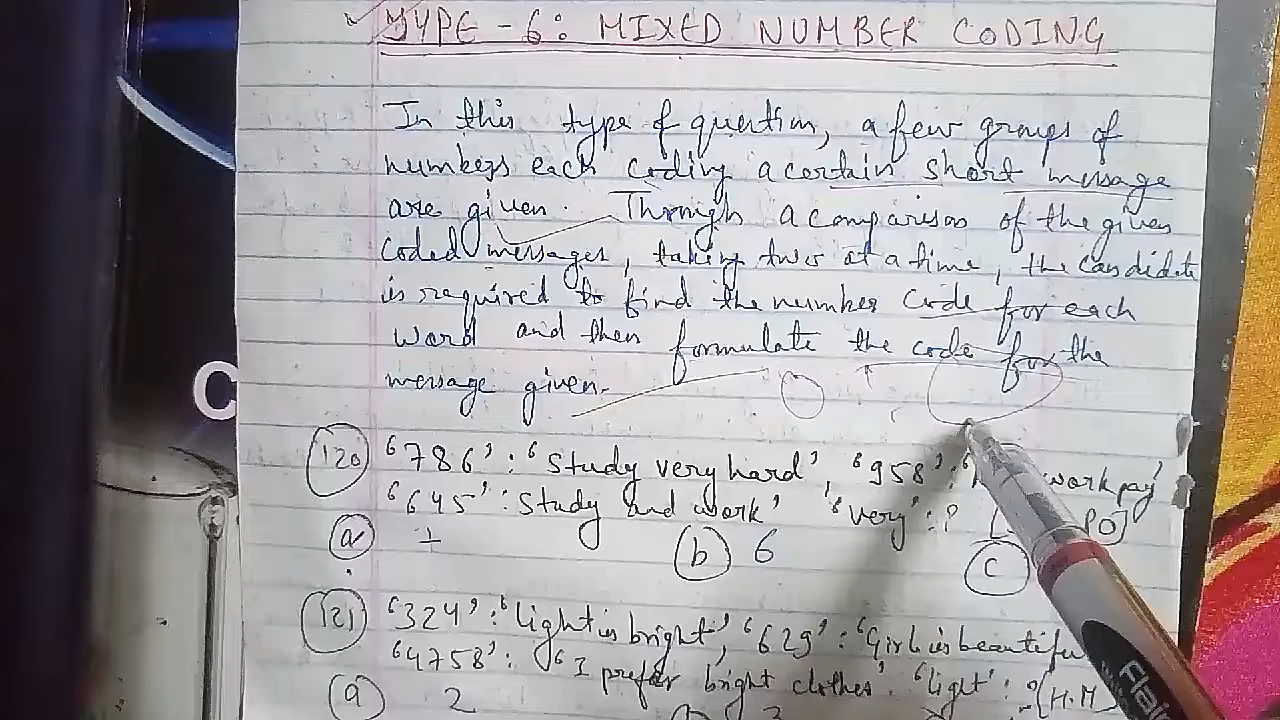 TYPE - 6: MIXED NUMBER CODING
In this type of question, a few groups of
numbers each coding a certain short message
are given. Through a comparison of the given
coded messages, taking two at a time, the candidate
is required to find the number code for each
word and then formulate the code for the
message given.
C
(120) '786' : 'Study very hard', '958' : work pay'
'645' : Study and work' 'very' : ? PO]
(a) (b) 6 (c)
(121) '324' : 'light is bright', '629' : 'Girl is beautiful
'4758' : 'I prefer bright clothes'. 'light' : [H.M
(a) 2 3
Flair